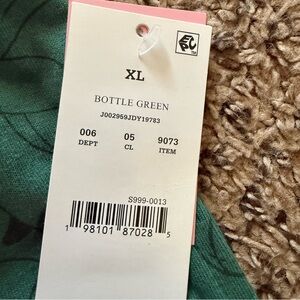 XL
BOTTLE GREEN
J002959JDY19783
006 05 9073
DEPT CL ITEM
S999-0013
1 98101 87028 5